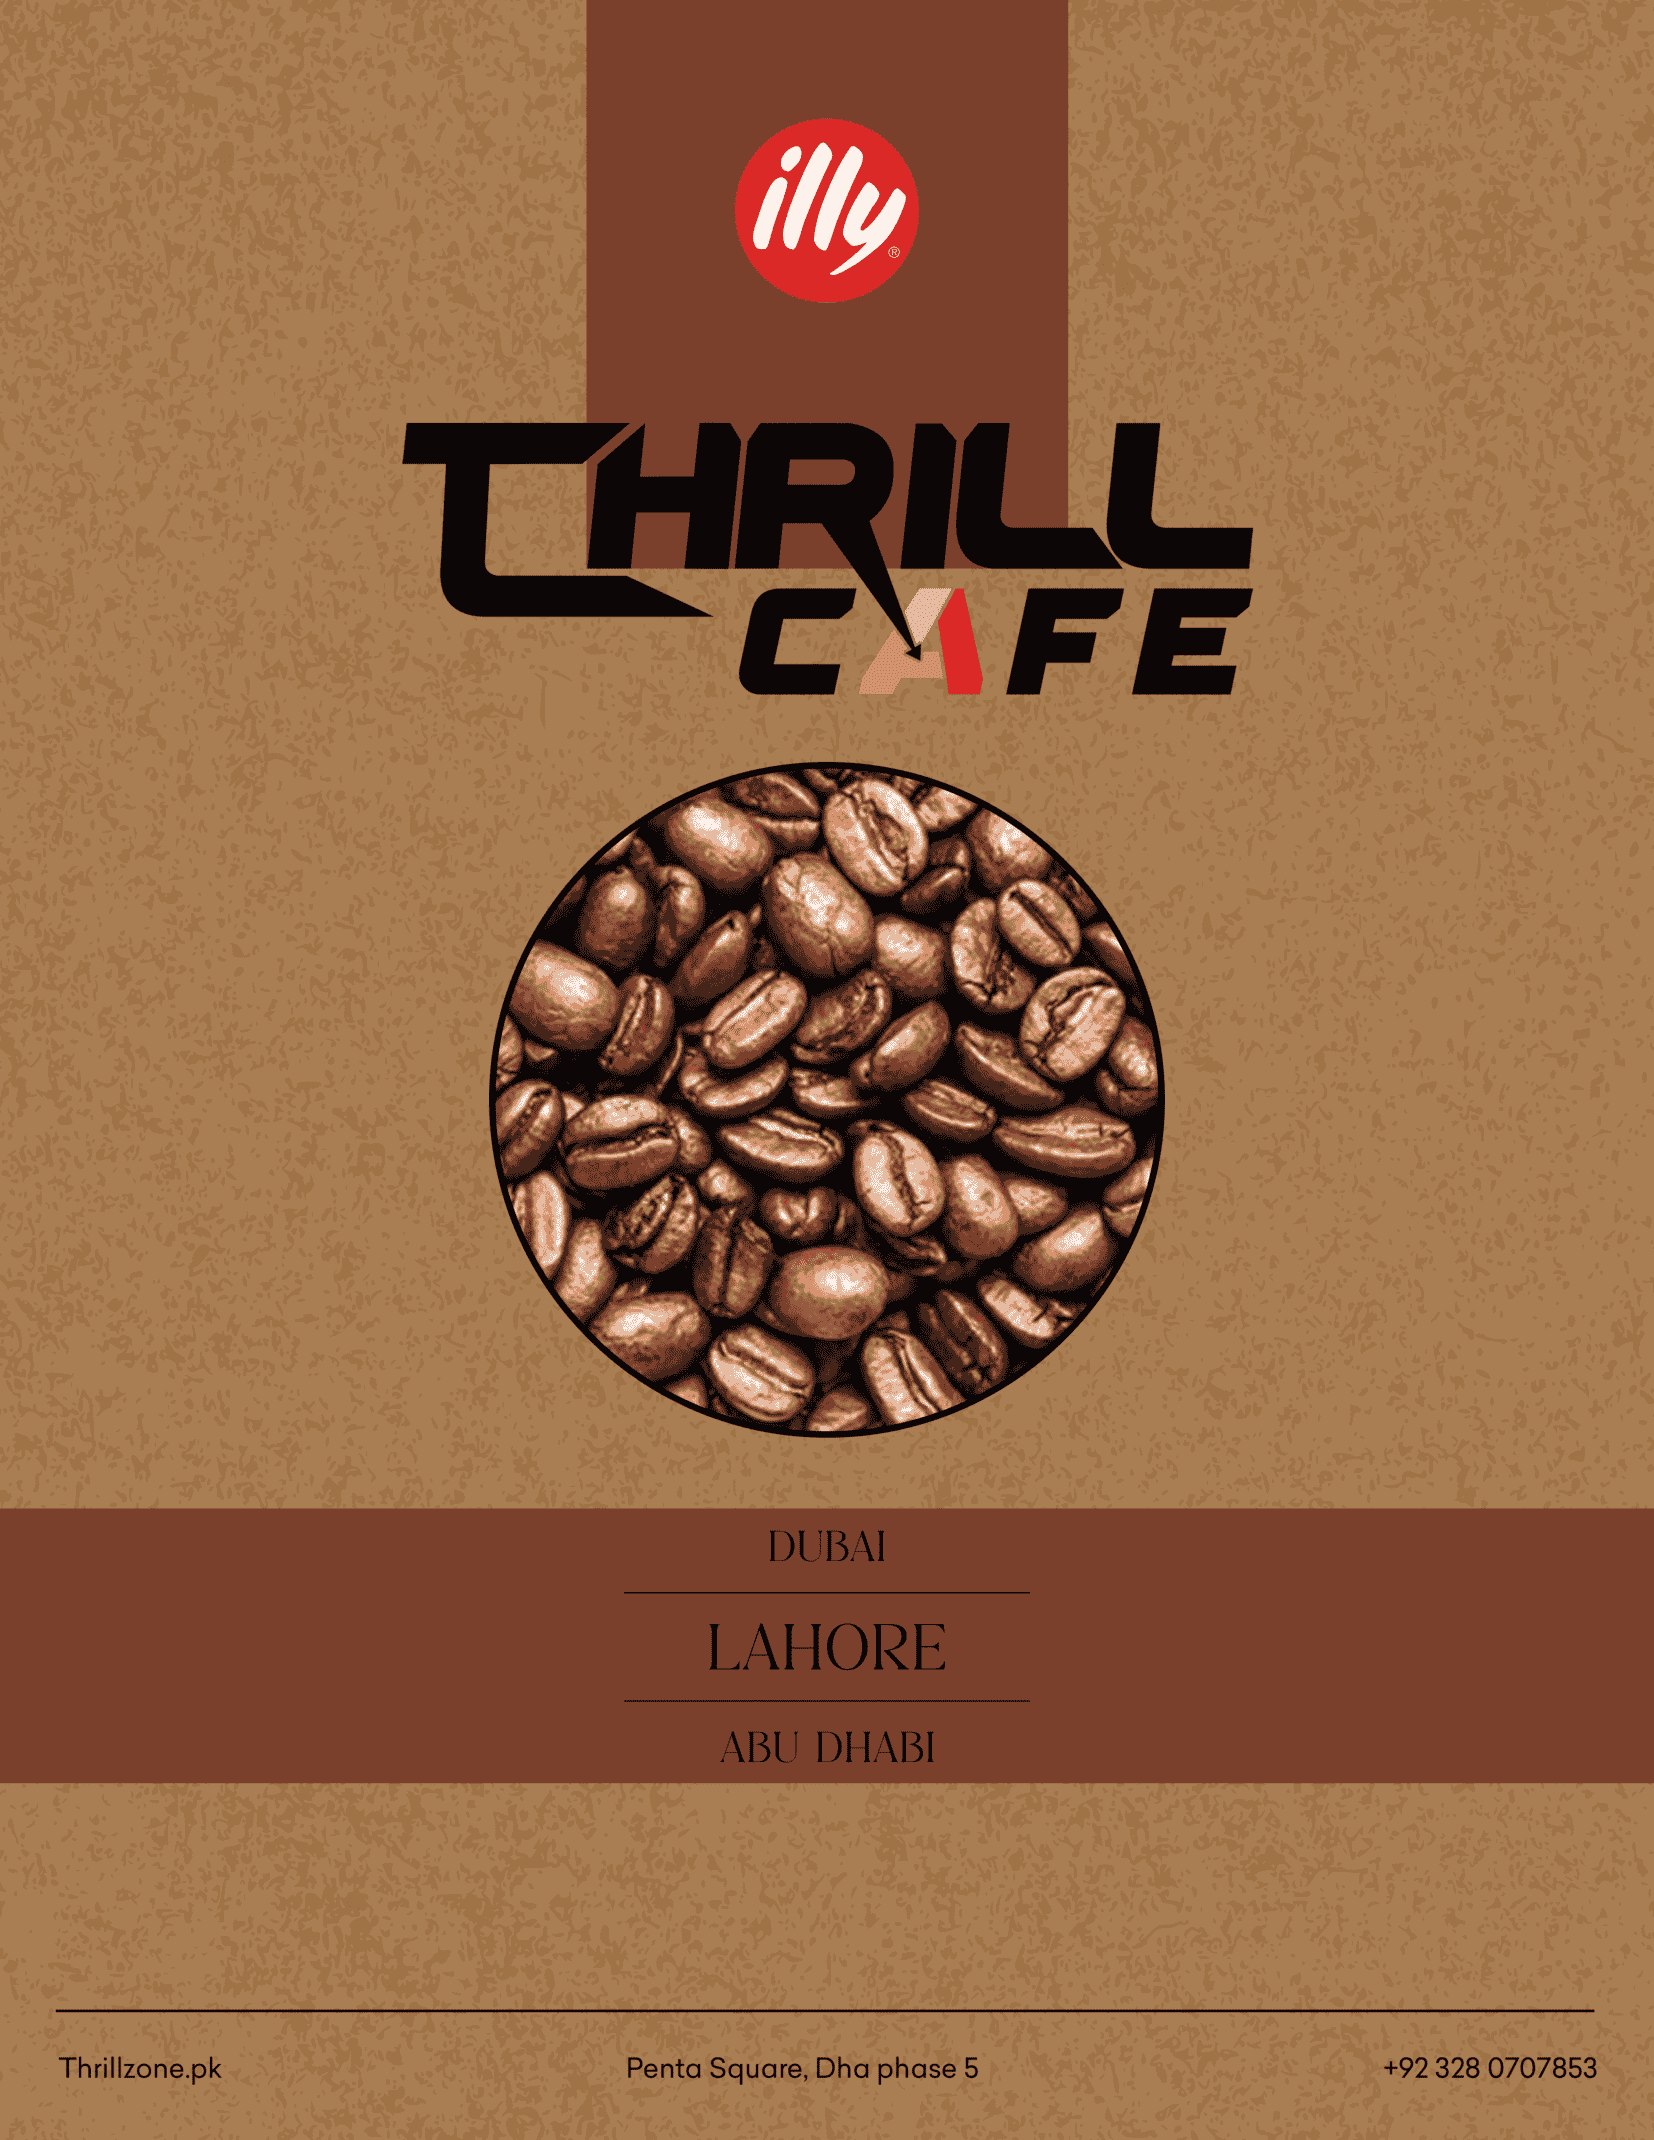 illy®
THRILL
CAFE
DUBAI
LAHORE
ABU DHABI
Thrillzone.pk
Penta Square, Dha phase 5
+92 328 0707853